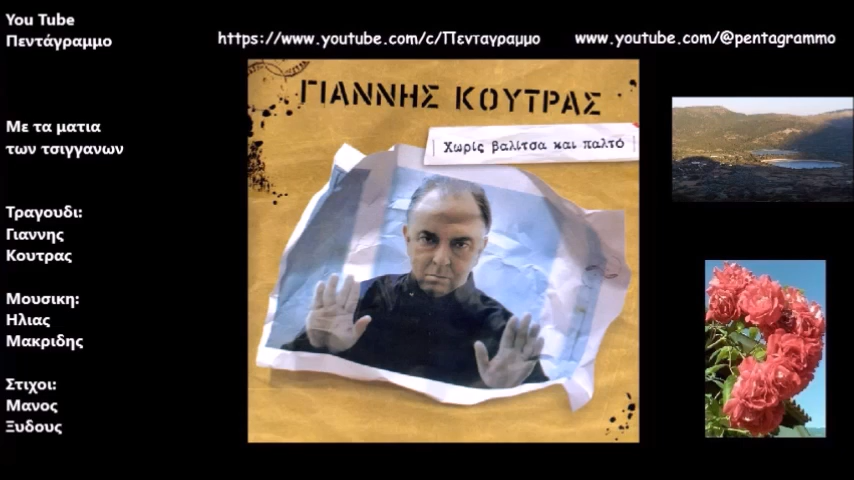 You Tube
Πεντάγραμμο
https://www.youtube.com/c/Πενταγραμμο
www.youtube.com/@pentagrammo
ΓΙΑΝΝΗΣ ΚΟΥΤΡΑΣ
Χωρίς βαλίτσα και παλτό
Με τα ματια
των τσιγγανων
Τραγουδι:
Γιαννης
Κουτρας
Μουσικη:
Ηλιας
Μακριδης
Στιχοι:
Μανος
Ξυδους